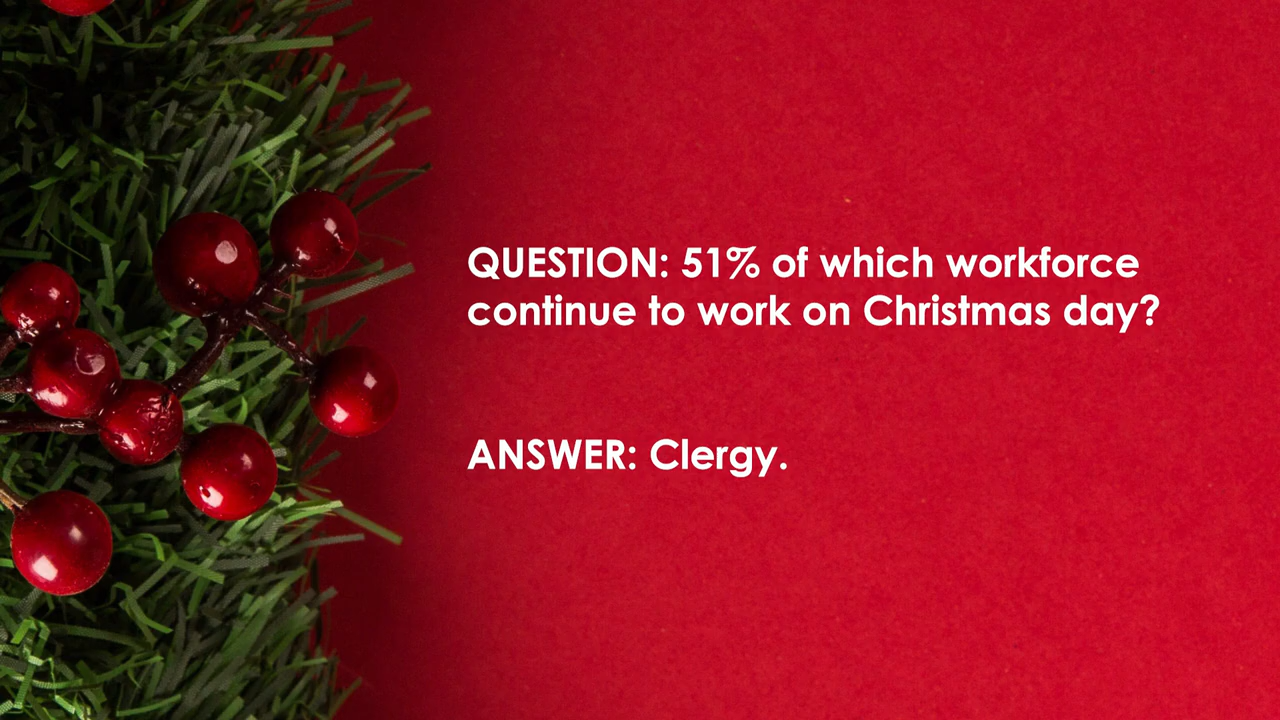 QUESTION: 51% of which workforce
continue to work on Christmas day?
ANSWER: Clergy.